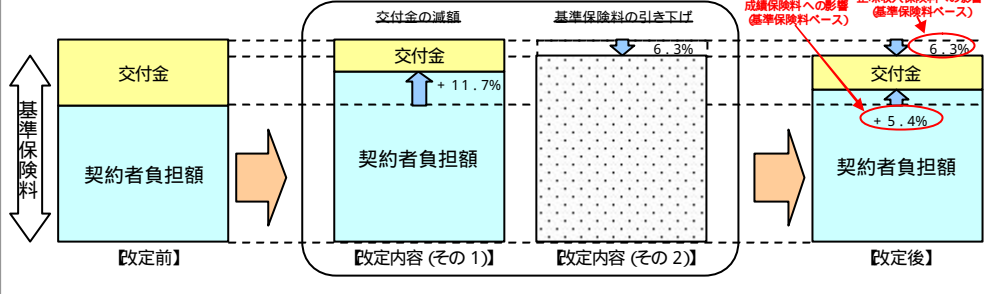 成績保険料への影響
(基準保険料ベース)
(基準保険料ベース)
交付金の減額
基準保険料の引き下げ
6.3%
6.3%
交付金
交付金
交付金
+ 11.7%
+ 5.4%
基準保険料
契約者負担額
契約者負担額
契約者負担額
【改定前】
【改定内容(その1)】
【改定内容(その2)】
【改定後】